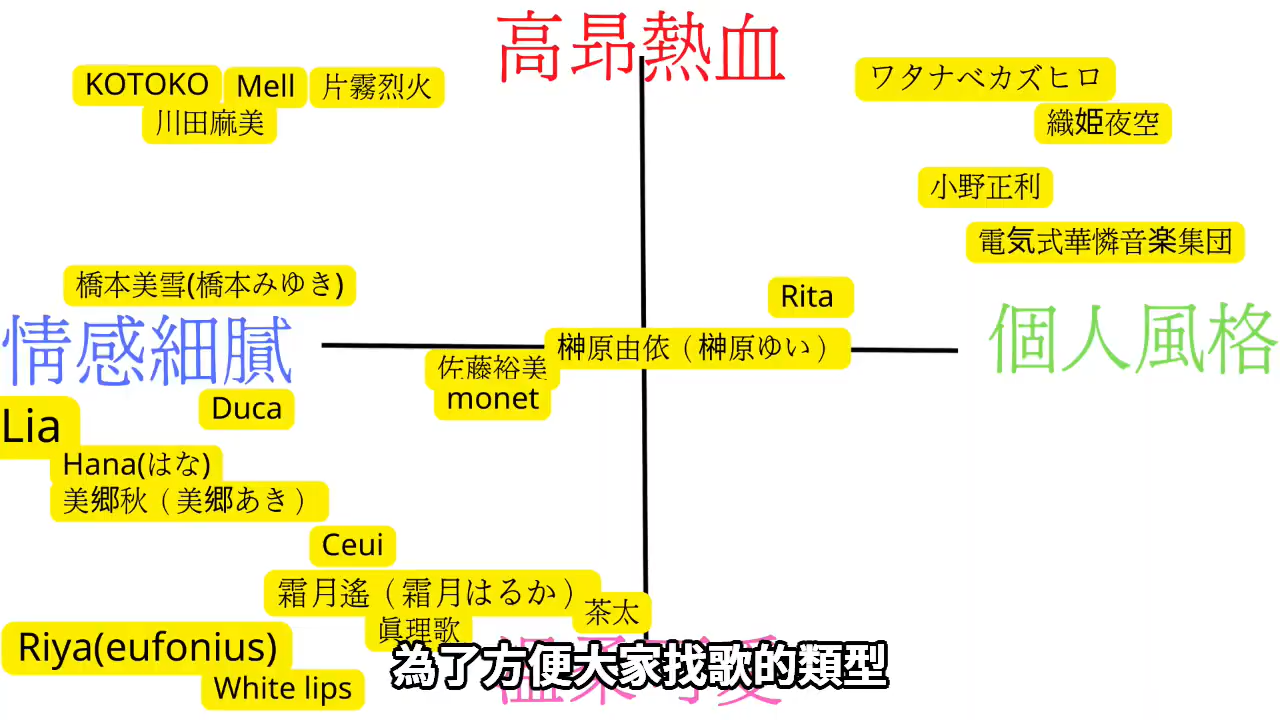 高昂熱血
KOTOKO
Mell
片霧烈火
川田麻美
ワタナベカズヒロ
織姫夜空
小野正利
電気式華憐音楽集団
橋本美雪(橋本みゆき)
Rita
情感細膩
榊原由依（榊原ゆい）
個人風格
佐藤裕美
monet
Duca
Lia
Hana(はな)
美郷秋（美郷あき）
Ceui
霜月遙（霜月はるか）
茶太
眞理歌
Riya(eufonius)
White lips
溫柔可愛
為了方便大家找歌的類型